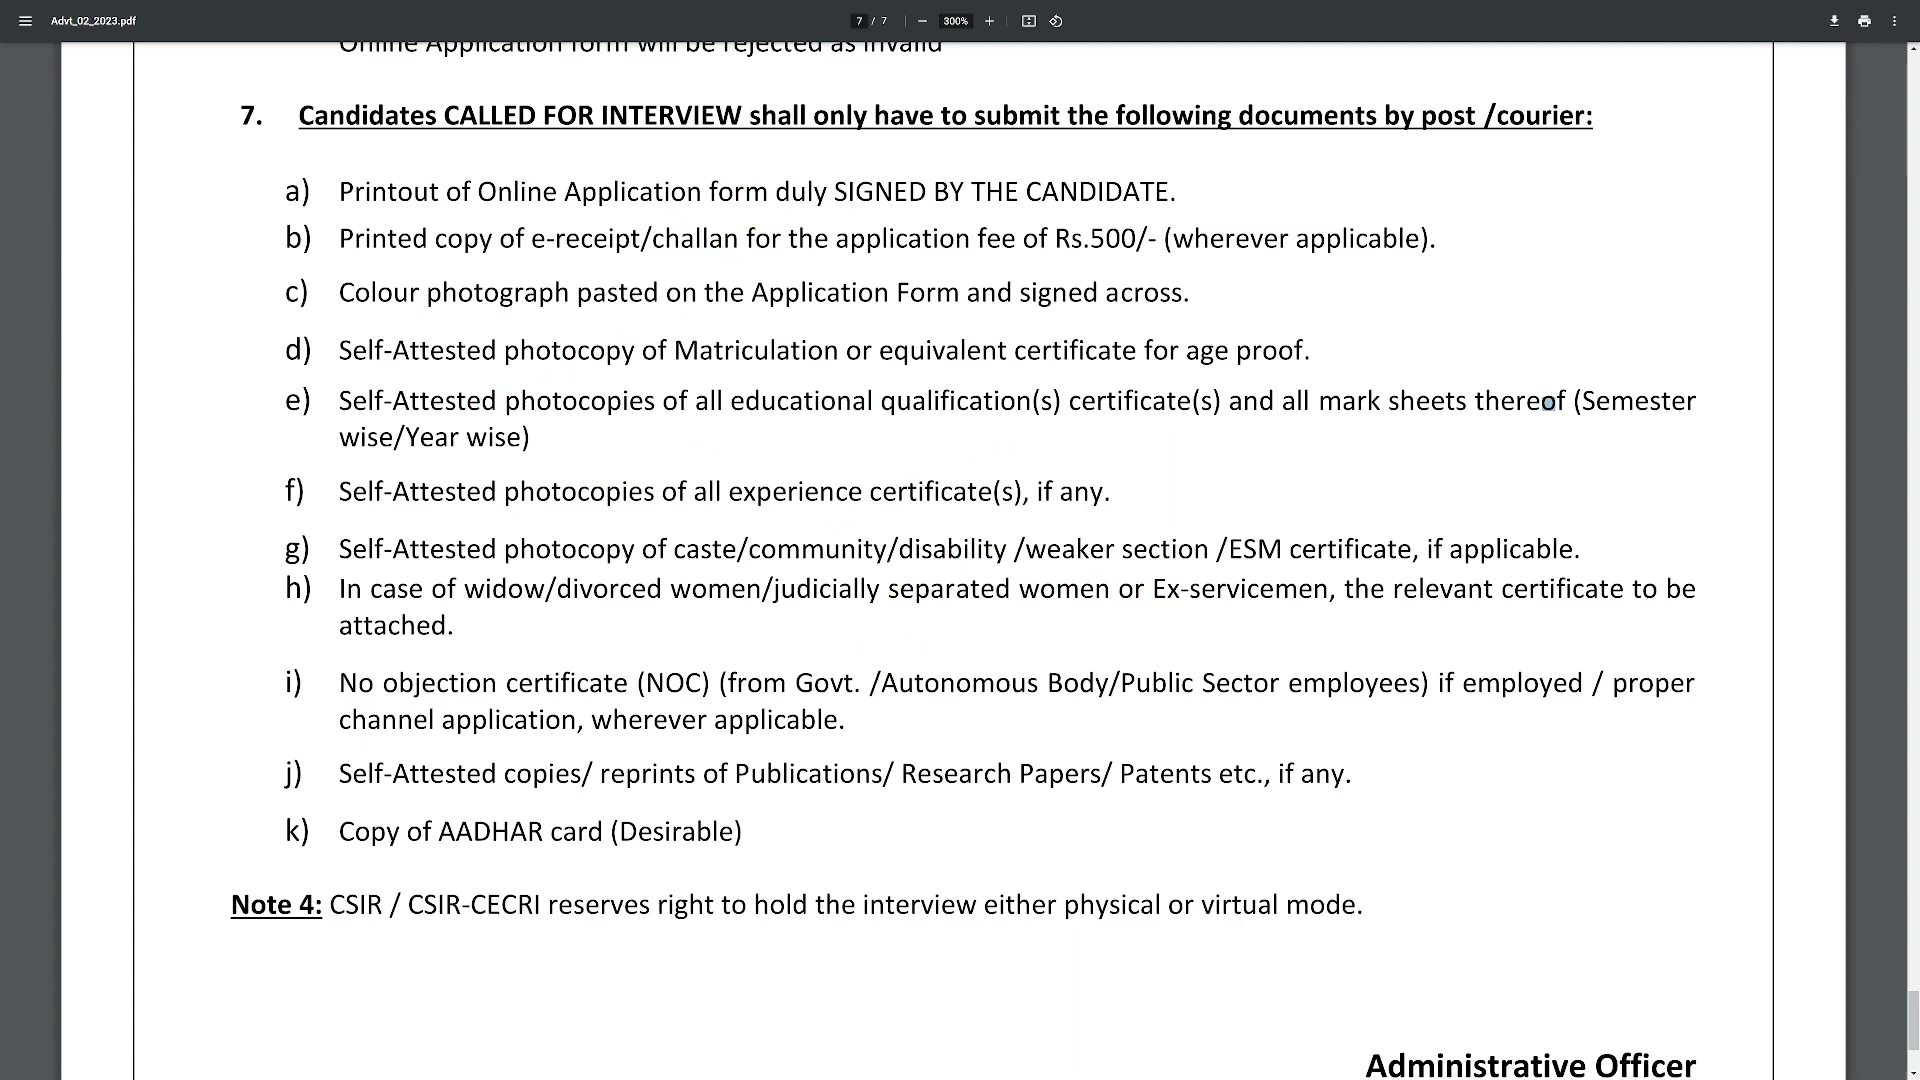 Advt_02_2023.pdf
7 / 7
300%
Online Application form will be rejected as invalid
7. Candidates CALLED FOR INTERVIEW shall only have to submit the following documents by post /courier:
a) Printout of Online Application form duly SIGNED BY THE CANDIDATE.
b) Printed copy of e-receipt/challan for the application fee of Rs.500/- (wherever applicable).
c) Colour photograph pasted on the Application Form and signed across.
d) Self-Attested photocopy of Matriculation or equivalent certificate for age proof.
e) Self-Attested photocopies of all educational qualification(s) certificate(s) and all mark sheets thereof (Semester
wise/Year wise)
f) Self-Attested photocopies of all experience certificate(s), if any.
g) Self-Attested photocopy of caste/community/disability /weaker section /ESM certificate, if applicable.
h) In case of widow/divorced women/judicially separated women or Ex-servicemen, the relevant certificate to be
attached.
i) No objection certificate (NOC) (from Govt. /Autonomous Body/Public Sector employees) if employed / proper
channel application, wherever applicable.
j) Self-Attested copies/ reprints of Publications/ Research Papers/ Patents etc., if any.
k) Copy of AADHAR card (Desirable)
Note 4: CSIR / CSIR-CECRI reserves right to hold the interview either physical or virtual mode.
Administrative Officer